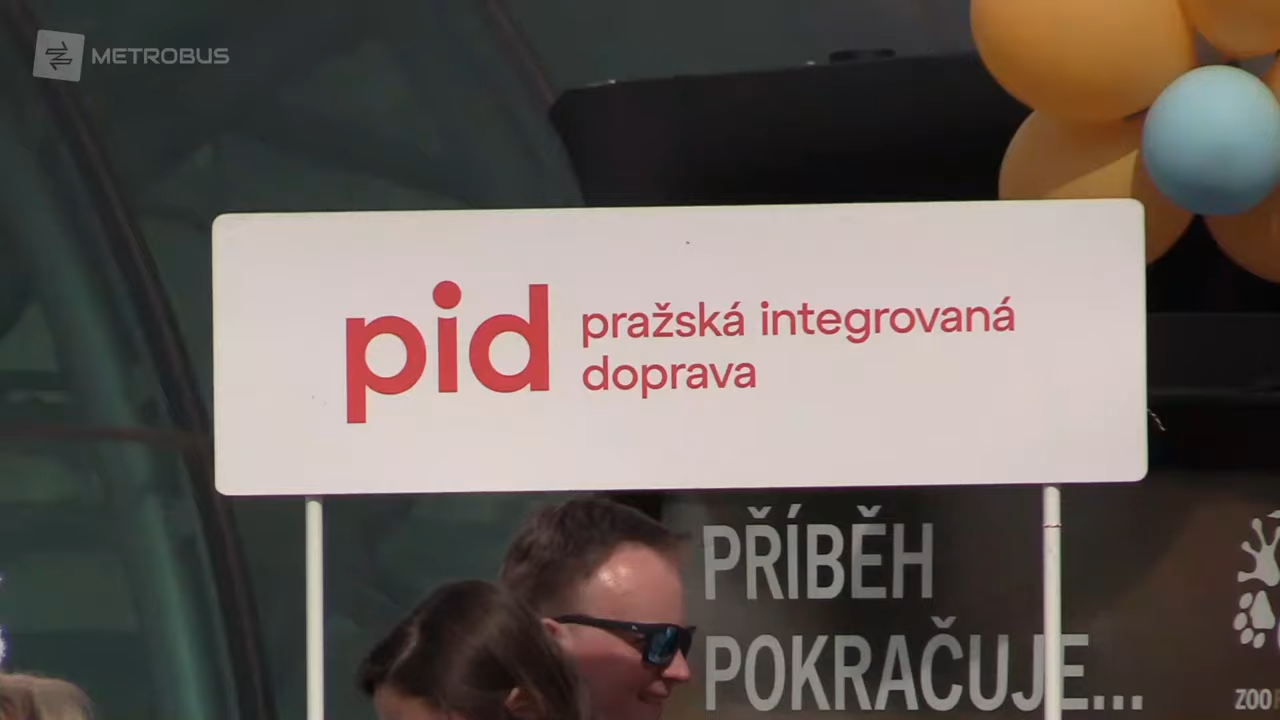 METROBUS
pid
pražská integrovaná
doprava
PŘÍBĚH
POKRAČUJE...
ZOO